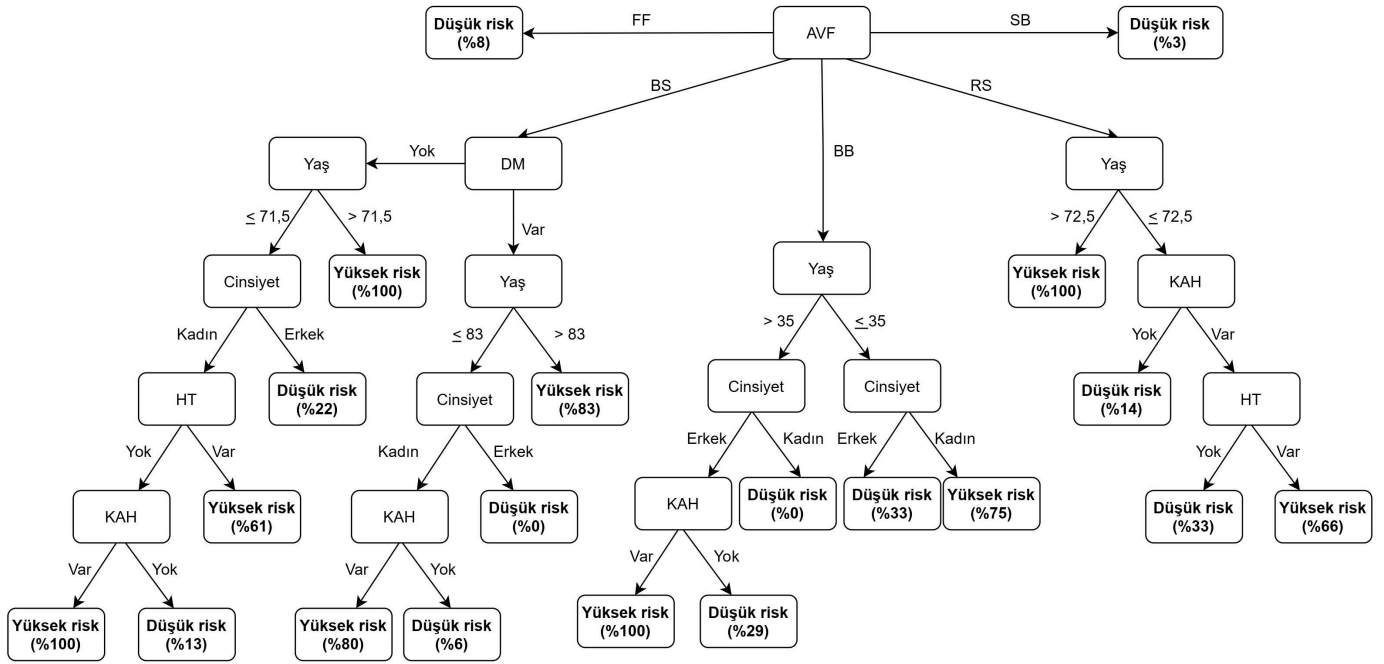 Düşük risk
(%8)
FF
AVF
SB
Düşük risk
(%3)
BS
BB
RS
Yaş
Yok
DM
Yaş
≤ 71,5
> 71,5
Var
> 72,5
≤ 72,5
Cinsiyet
Yüksek risk
(%100)
Yaş
Yaş
Yüksek risk
(%100)
KAH
Kadın
Erkek
≤ 83
> 83
> 35
≤ 35
Yok
Var
HT
Düşük risk
(%22)
Cinsiyet
Yüksek risk
(%83)
Cinsiyet
Cinsiyet
Düşük risk
(%14)
HT
Yok
Var
Kadın
Erkek
Erkek
Kadın
Erkek
Kadın
Yok
Var
KAH
Yüksek risk
(%61)
KAH
Düşük risk
(%0)
KAH
Düşük risk
(%0)
Düşük risk
(%33)
Yüksek risk
(%75)
Düşük risk
(%33)
Yüksek risk
(%66)
Var
Yok
Var
Yok
Var
Yok
Yüksek risk
(%100)
Düşük risk
(%13)
Yüksek risk
(%80)
Düşük risk
(%6)
Yüksek risk
(%100)
Düşük risk
(%29)